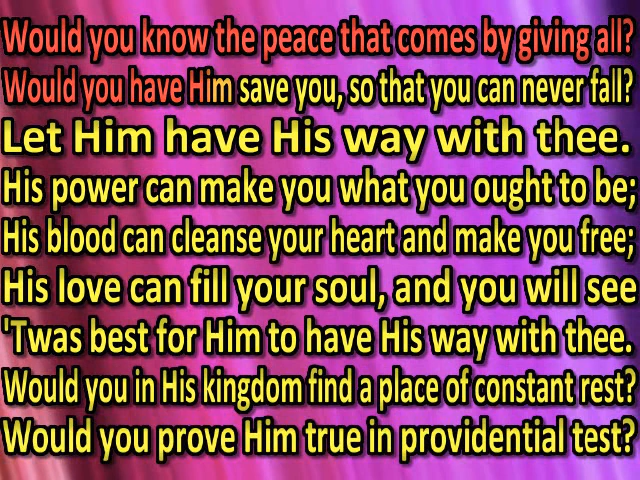 Would you know the peace that comes by giving all?
Would you have Him save you, so that you can never fall?
Let Him have His way with thee.
His power can make you what you ought to be;
His blood can cleanse your heart and make you free;
His love can fill your soul, and you will see
'Twas best for Him to have His way with thee.
Would you in His kingdom find a place of constant rest?
Would you prove Him true in providential test?